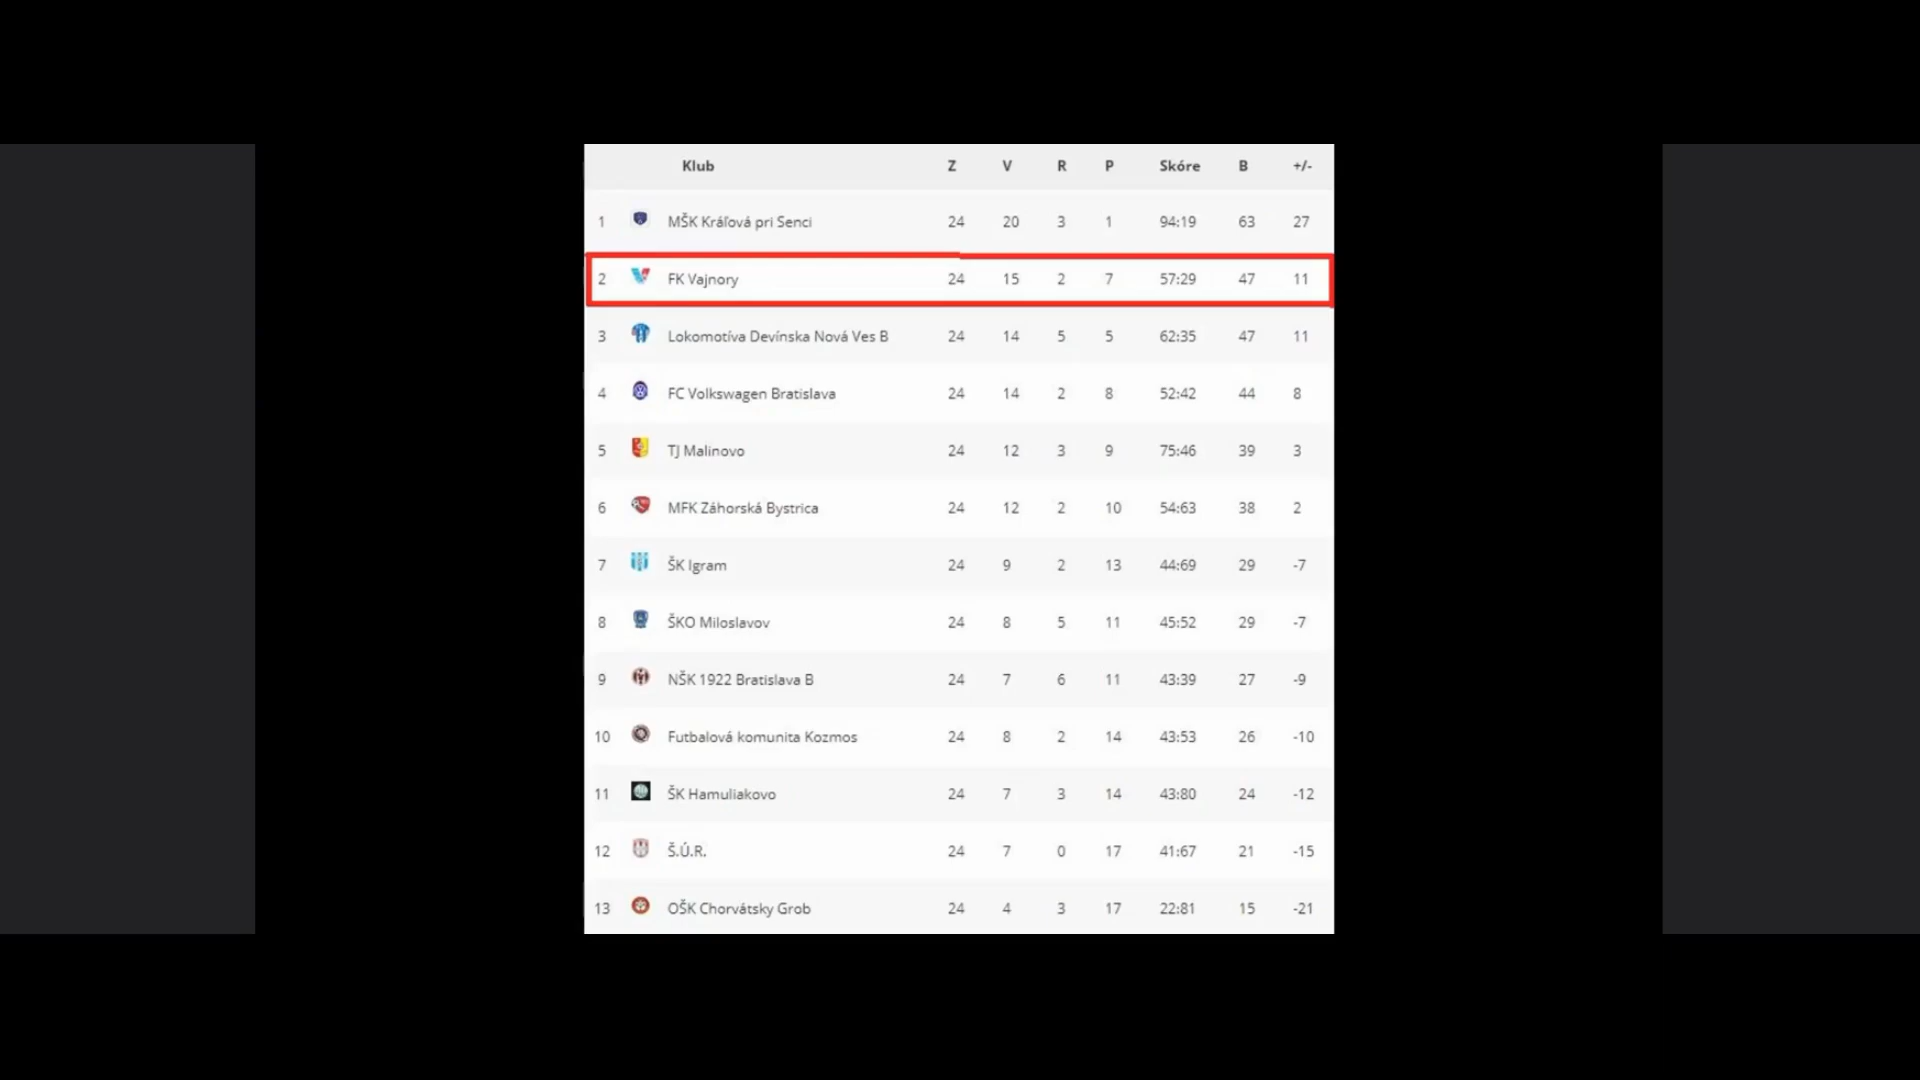 Klub Z V R P Skóre B +/-
1 MŠK Kráľová pri Senci 24 20 3 1 94:19 63 27
2 FK Vajnory 24 15 2 7 57:29 47 11
3 Lokomotíva Devínska Nová Ves B 24 14 5 5 62:35 47 11
4 FC Volkswagen Bratislava 24 14 2 8 52:42 44 8
5 TJ Malinovo 24 12 3 9 75:46 39 3
6 MFK Záhorská Bystrica 24 12 2 10 54:63 38 2
7 ŠK Igram 24 9 2 13 44:69 29 -7
8 ŠKO Miloslavov 24 8 5 11 45:52 29 -7
9 NŠK 1922 Bratislava B 24 7 6 11 43:39 27 -9
10 Futbalová komunita Kozmos 24 8 2 14 43:53 26 -10
11 ŠK Hamuliakovo 24 7 3 14 43:80 24 -12
12 Š.Ú.R. 24 7 0 17 41:67 21 -15
13 OŠK Chorvátsky Grob 24 4 3 17 22:81 15 -21